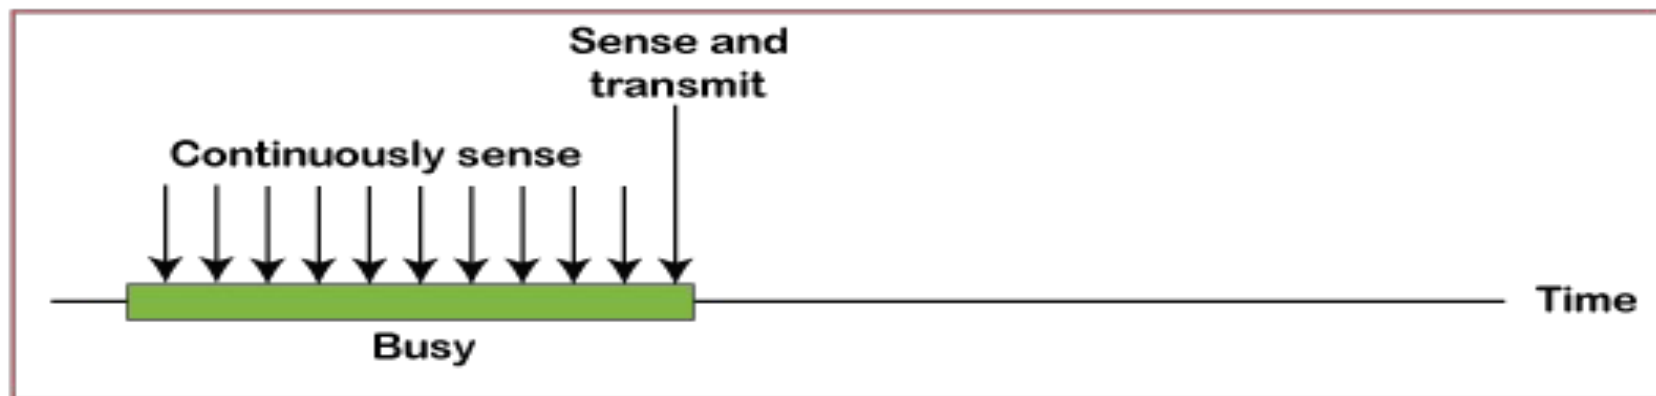 Sense and
transmit
Continuously sense
Time
Busy